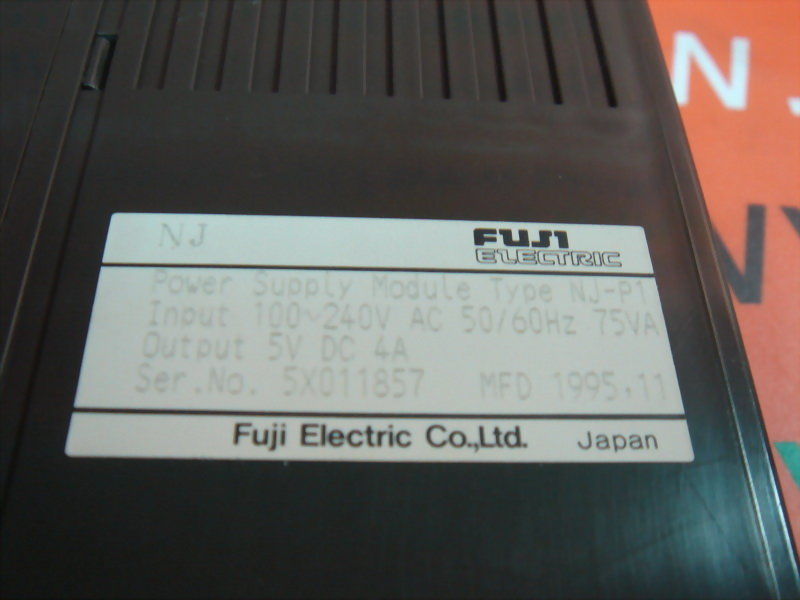 NJ
FUJI
ELECTRIC
Power Supply Module Type NJ-P1
Input 100~240V AC 50/60Hz 75VA
Output 5V DC 4A
Ser.No. 5X011857 MFD 1995.11
Fuji Electric Co.,Ltd. Japan
N J
NY